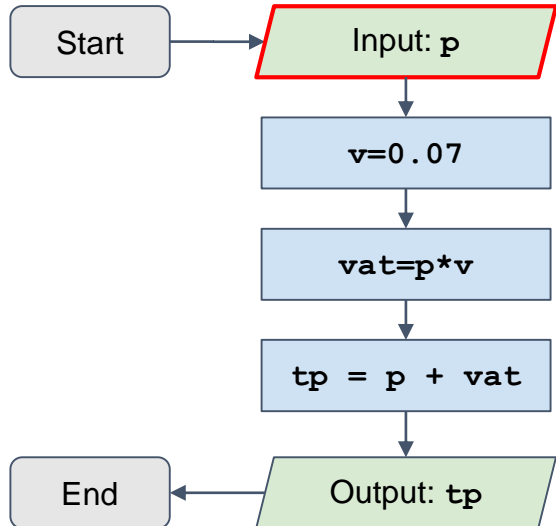 Start
Input: p
v=0.07
vat=p*v
tp = p + vat
Output: tp
End